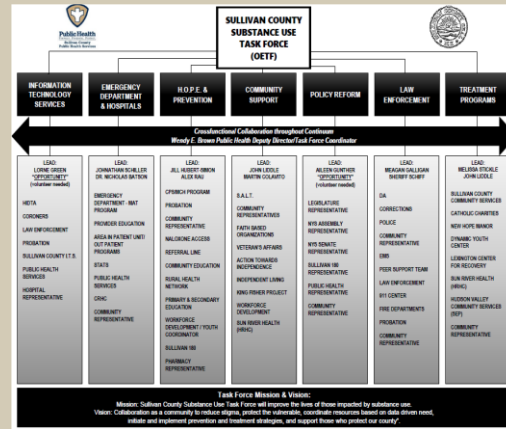 Public Health
Sullivan County
Public Health Services
SULLIVAN COUNTY
SUBSTANCE USE
TASK FORCE
(OETF)
INFORMATION
TECHNOLOGY
SERVICES
EMERGENCY
DEPARTMENT
& HOSPITALS
H.O.P.E. &
PREVENTION
COMMUNITY
SUPPORT
POLICY REFORM
LAW
ENFORCEMENT
TREATMENT
PROGRAMS
Crossfunctional Collaboration throughout Continuum
Wendy E. Brown Public Health Deputy Director/Task Force Coordinator
LEAD:
LORNE GREEN
"OPPORTUNITY"
(volunteer needed)
HIDTA
CORONERS
LAW ENFORCEMENT
PROBATION
SULLIVAN COUNTY I.T.S.
PUBLIC HEALTH
SERVICES
HOSPITAL
REPRESENTATIVE
LEAD:
JOHNATHAN SCHILLER
DR. NICHOLAS BATSON
EMERGENCY
DEPARTMENT - MAT
PROGRAM
PROVIDER EDUCATION
AREA IN PATIENT UNIT/
OUT PATIENT
PROGRAMS
STATS
PUBLIC HEALTH
SERVICES
CRHC
COMMUNITY
REPRESENTATIVE
LEAD:
JILL HUBERT-SIMON
ALEX RAU
PROGRAM
PROBATION
COMMUNITY
REPRESENTATIVE
NALOXONE ACCESS
REFERRAL LINE
COMMUNITY EDUCATION
RURAL HEALTH
NETWORK
PRIMARY & SECONDARY
EDUCATION
WORKFORCE
DEVELOPMENT / YOUTH
COORDINATOR
SULLIVAN 180
PHARMACY
REPRESENTATIVE
LEAD:
JOHN LIDDLE
MARTIN COLAVITO
S.A.L.T.
COMMUNITY
REPRESENTATIVES
FAITH BASED
ORGANIZATIONS
VETERAN'S AFFAIRS
ACTION TOWARDS
INDEPENDENCE
INDEPENDENT LIVING
KING FISHER PROJECT
WORKFORCE
DEVELOPMENT
SUN RIVER HEALTH
(HRHC)
LEAD:
AILEEN GUNTHER
"OPPORTUNITY"
(volunteer needed)
LEGISLATURE
REPRESENTATIVE
NYS ASSEMBLY
REPRESENTATIVE
NYS SENATE
REPRESENTATIVE
SULLIVAN 180
REPRESENTATIVE
PUBLIC HEALTH
REPRESENTATIVE
COMMUNITY
REPRESENTATIVE
LEAD:
MEAGAN GALLIGAN
SHERIFF SCHIFF
DA
CORRECTIONS
POLICE
COMMUNITY
REPRESENTATIVE
EMS
PEER SUPPORT TEAM
LAW ENFORCEMENT
911 CENTER
FIRE DEPARTMENTS
PROBATION
COMMUNITY
REPRESENTATIVE
LEAD:
MELISSA STICKLE
JOHN LIDDLE
SULLIVAN COUNTY
COMMUNITY SERVICES
CATHOLIC CHARITIES
NEW HOPE MANOR
DYNAMIC YOUTH
CENTER
LEXINGTON CENTER
FOR RECOVERY
SUN RIVER HEALTH
(HRHC)
HUDSON VALLEY
COMMUNITY SERVICES
(SEP)
COMMUNITY
REPRESENTATIVE
Task Force Mission & Vision:
Mission: Sullivan County Substance Use Task Force will improve the lives of those impacted by substance use.
Vision: Collaboration as a community to reduce stigma, protect the vulnerable, coordinate resources based on data driven need,
initiate and implement prevention and treatment strategies, and support those who protect our county".